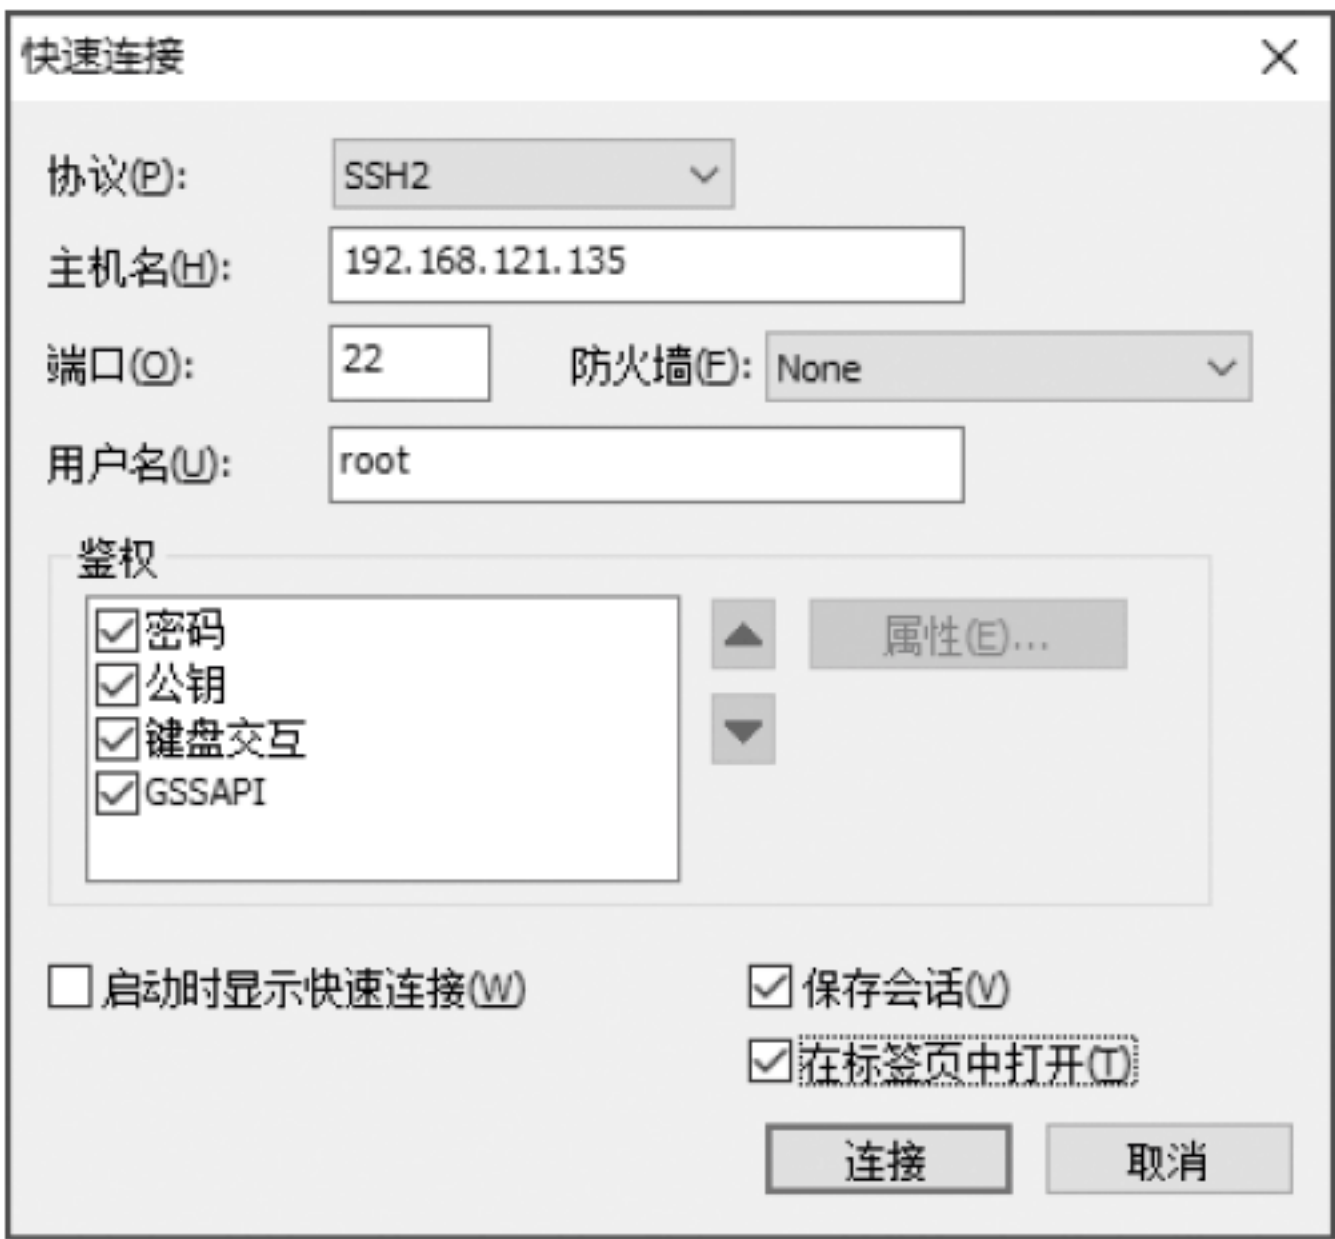 快速连接
协议(P): SSH2
主机名(H): 192.168.121.135
端口(O): 22 防火墙(F): None
用户名(U): root
鉴权
密码
公钥
键盘交互
GSSAPI
属性(E)...
启动时显示快速连接(W) 保存会话(V)
在标签页中打开(T)
连接 取消